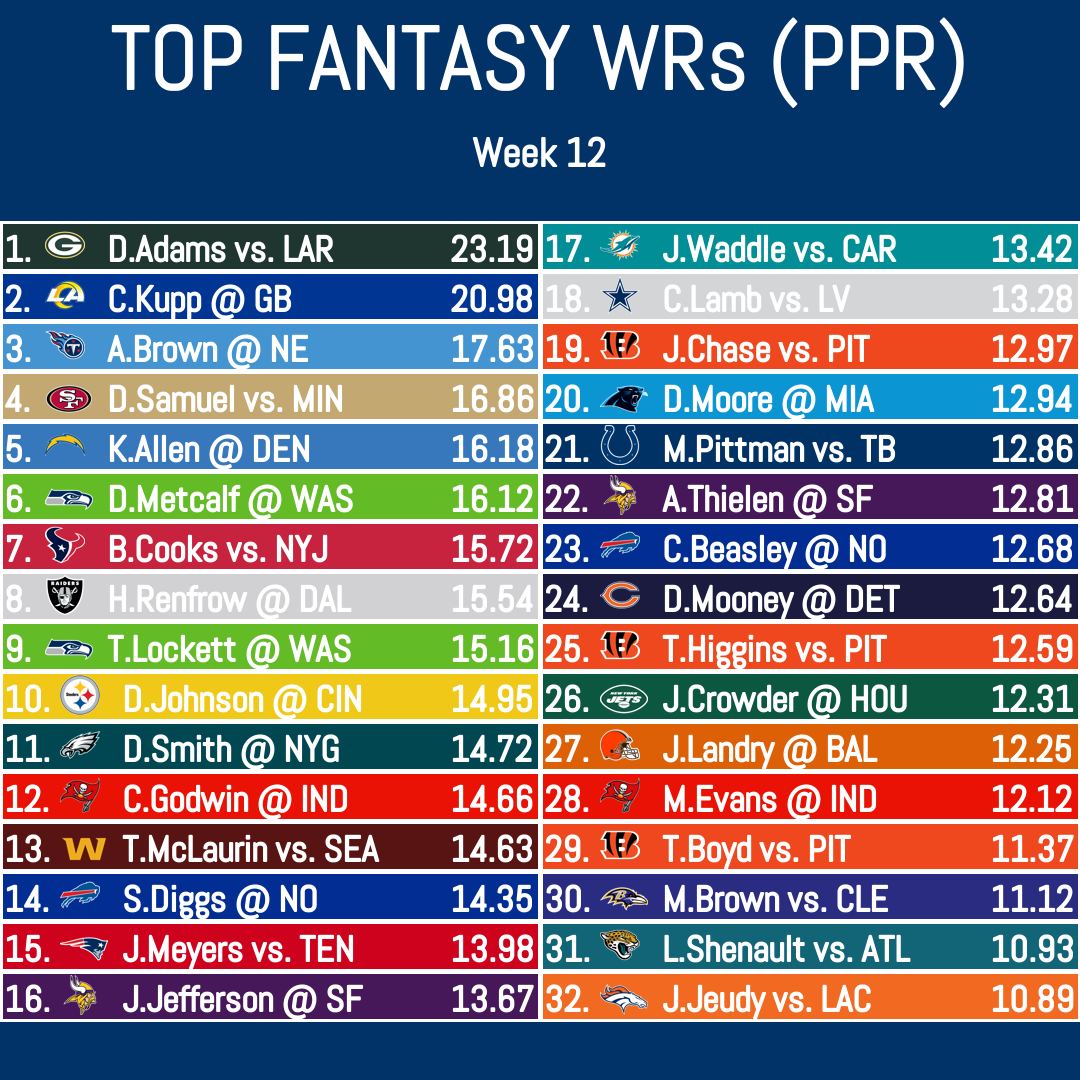 TOP FANTASY WRs (PPR)
Week 12
1. D.Adams vs. LAR 23.19
2. C.Kupp @ GB 20.98
3. A.Brown @ NE 17.63
4. D.Samuel vs. MIN 16.86
5. K.Allen @ DEN 16.18
6. D.Metcalf @ WAS 16.12
7. B.Cooks vs. NYJ 15.72
8. RAIDERS H.Renfrow @ DAL 15.54
9. T.Lockett @ WAS 15.16
10. Steelers D.Johnson @ CIN 14.95
11. D.Smith @ NYG 14.72
12. C.Godwin @ IND 14.66
13. W T.McLaurin vs. SEA 14.63
14. S.Diggs @ NO 14.35
15. J.Meyers vs. TEN 13.98
16. J.Jefferson @ SF 13.67
17. J.Waddle vs. CAR 13.42
18. C.Lamb vs. LV 13.28
19. J.Chase vs. PIT 12.97
20. D.Moore @ MIA 12.94
21. M.Pittman vs. TB 12.86
22. A.Thielen @ SF 12.81
23. C.Beasley @ NO 12.68
24. D.Mooney @ DET 12.64
25. T.Higgins vs. PIT 12.59
26. NEW YORK JETS J.Crowder @ HOU 12.31
27. J.Landry @ BAL 12.25
28. M.Evans @ IND 12.12
29. T.Boyd vs. PIT 11.37
30. M.Brown vs. CLE 11.12
31. L.Shenault vs. ATL 10.93
32. J.Jeudy vs. LAC 10.89